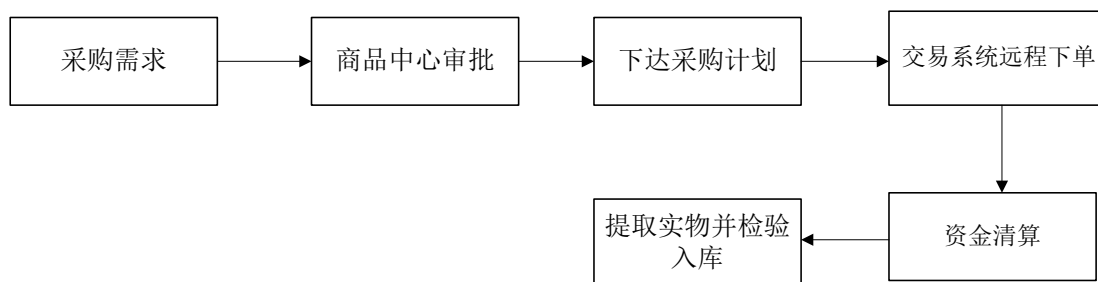 采购需求
商品中心审批
下达采购计划
交易系统远程下单
资金清算
提取实物并检验
入库